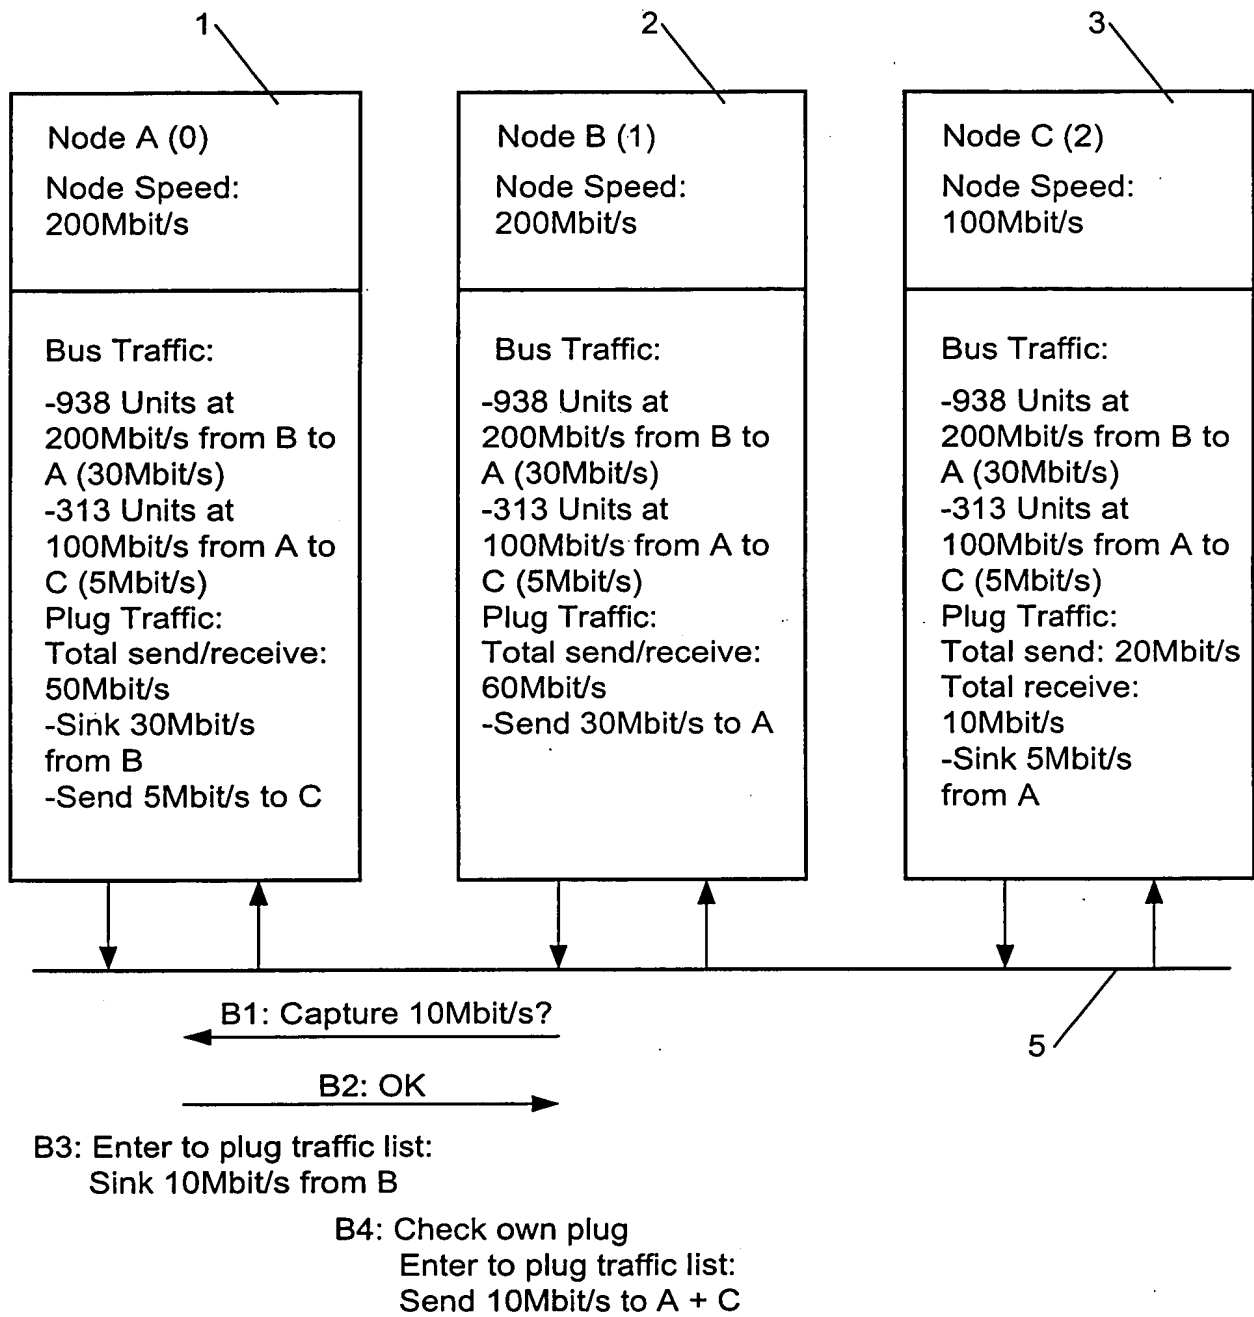 1
2
3
Node A (0)
Node Speed:
200Mbit/s
Bus Traffic:
-938 Units at
200Mbit/s from B to
A (30Mbit/s)
-313 Units at
100Mbit/s from A to
C (5Mbit/s)
Plug Traffic:
Total send/receive:
50Mbit/s
-Sink 30Mbit/s
from B
-Send 5Mbit/s to C
Node B (1)
Node Speed:
200Mbit/s
Bus Traffic:
-938 Units at
200Mbit/s from B to
A (30Mbit/s)
-313 Units at
100Mbit/s from A to
C (5Mbit/s)
Plug Traffic:
Total send/receive:
60Mbit/s
-Send 30Mbit/s to A
Node C (2)
Node Speed:
100Mbit/s
Bus Traffic:
-938 Units at
200Mbit/s from B to
A (30Mbit/s)
-313 Units at
100Mbit/s from A to
C (5Mbit/s)
Plug Traffic:
Total send: 20Mbit/s
Total receive:
10Mbit/s
-Sink 5Mbit/s
from A
B1: Capture 10Mbit/s?
5
B2: OK
B3: Enter to plug traffic list:
Sink 10Mbit/s from B
B4: Check own plug
Enter to plug traffic list:
Send 10Mbit/s to A + C